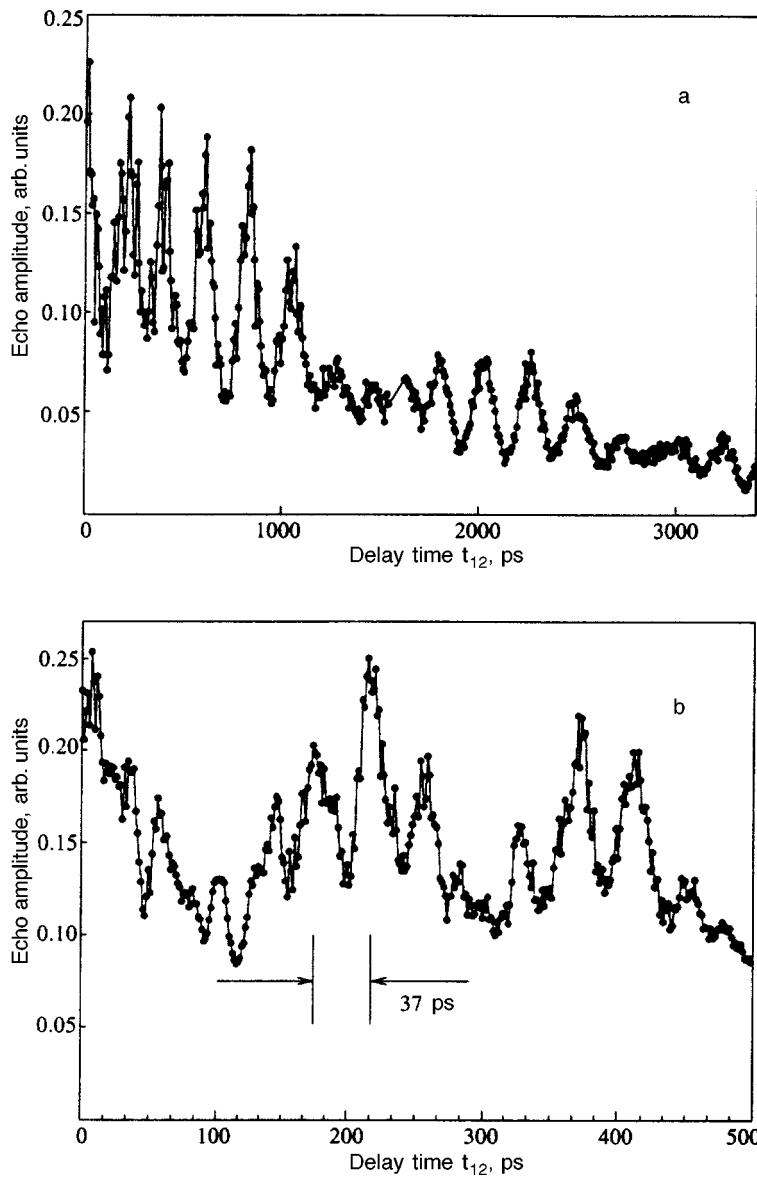 0.25
a
0.20
0.15
0.10
0.05
Echo amplitude, arb. units
0 1000 2000 3000
Delay time t12, ps
0.25
b
0.20
0.15
0.10
0.05
Echo amplitude, arb. units
37 ps
0 100 200 300 400 500
Delay time t12, ps